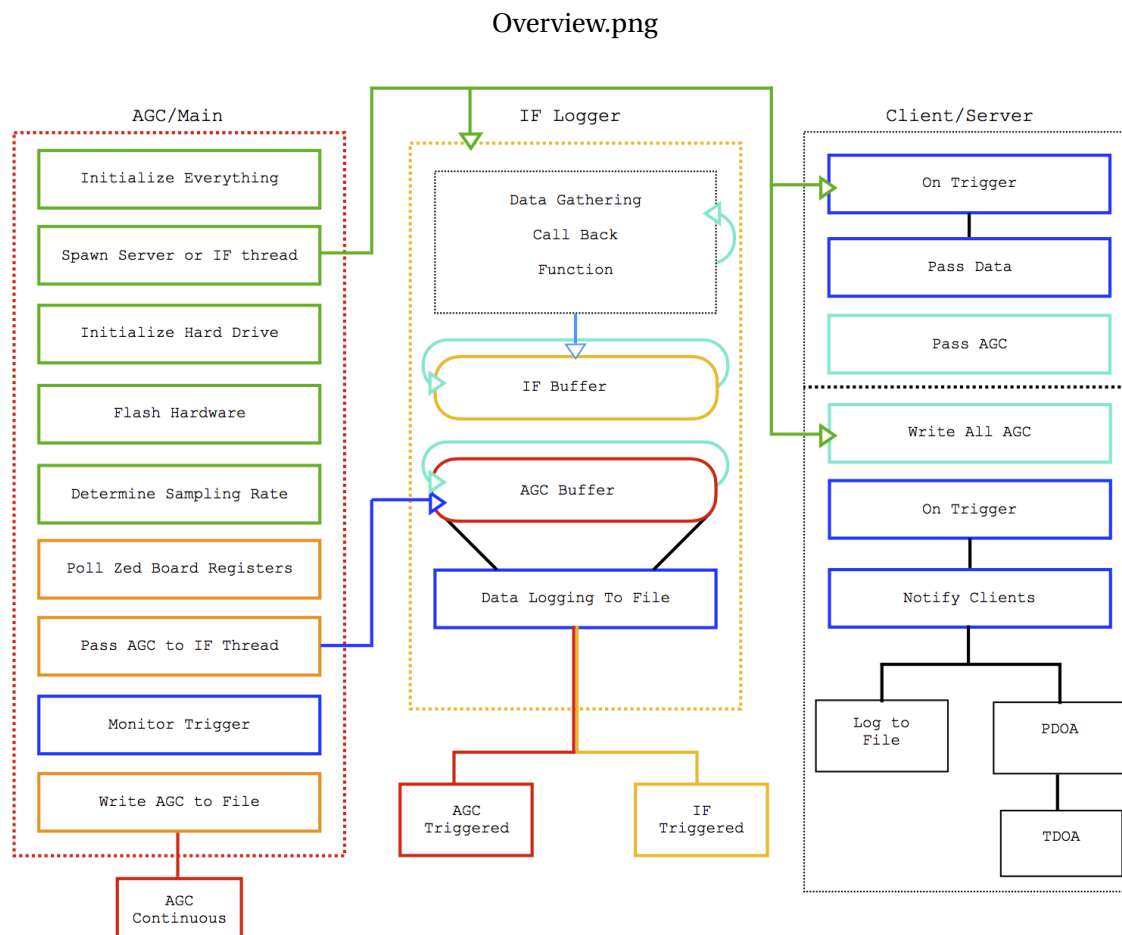 Overview.png
AGC/Main
Initialize Everything
Spawn Server or IF thread
Initialize Hard Drive
Flash Hardware
Determine Sampling Rate
Poll Zed Board Registers
Pass AGC to IF Thread
Monitor Trigger
Write AGC to File
AGC
Continuous
IF Logger
Data Gathering
Call Back
Function
IF Buffer
AGC Buffer
Data Logging To File
AGC
Triggered
IF
Triggered
Client/Server
On Trigger
Pass Data
Pass AGC
Write All AGC
On Trigger
Notify Clients
Log to
File
PDOA
TDOA